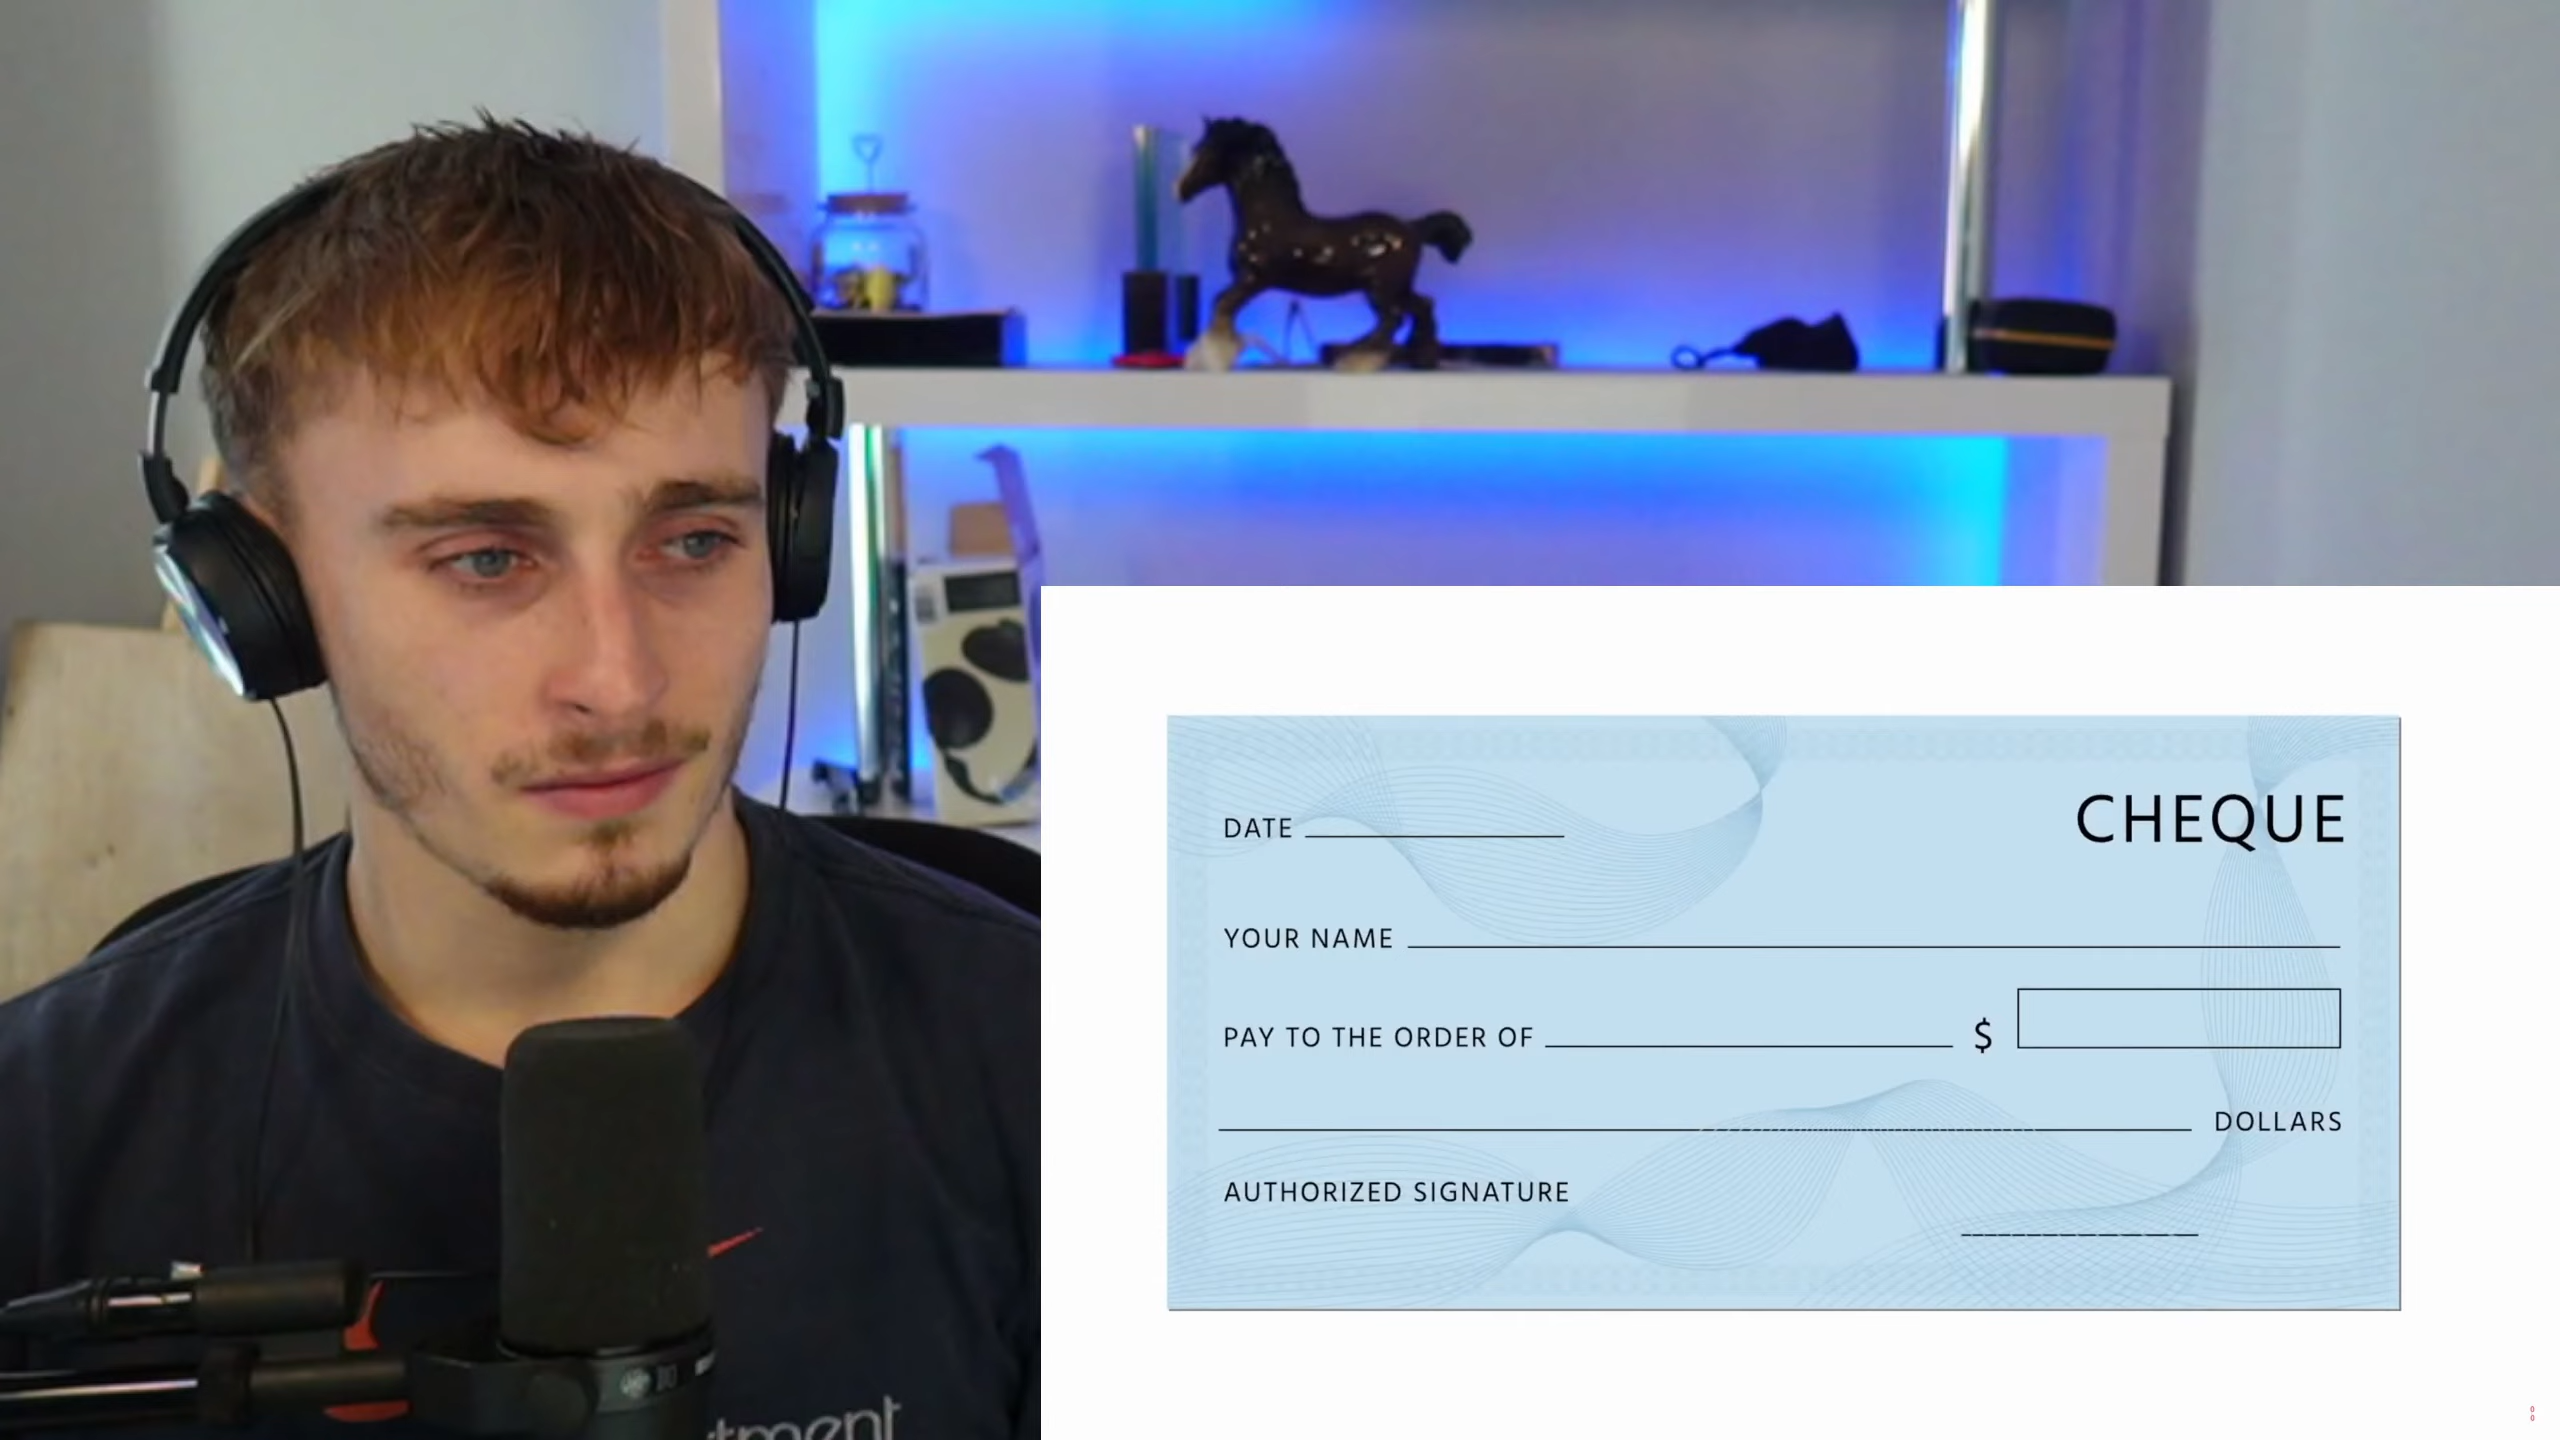 CHEQUE
DATE
YOUR NAME
PAY TO THE ORDER OF $
DOLLARS
AUTHORIZED SIGNATURE